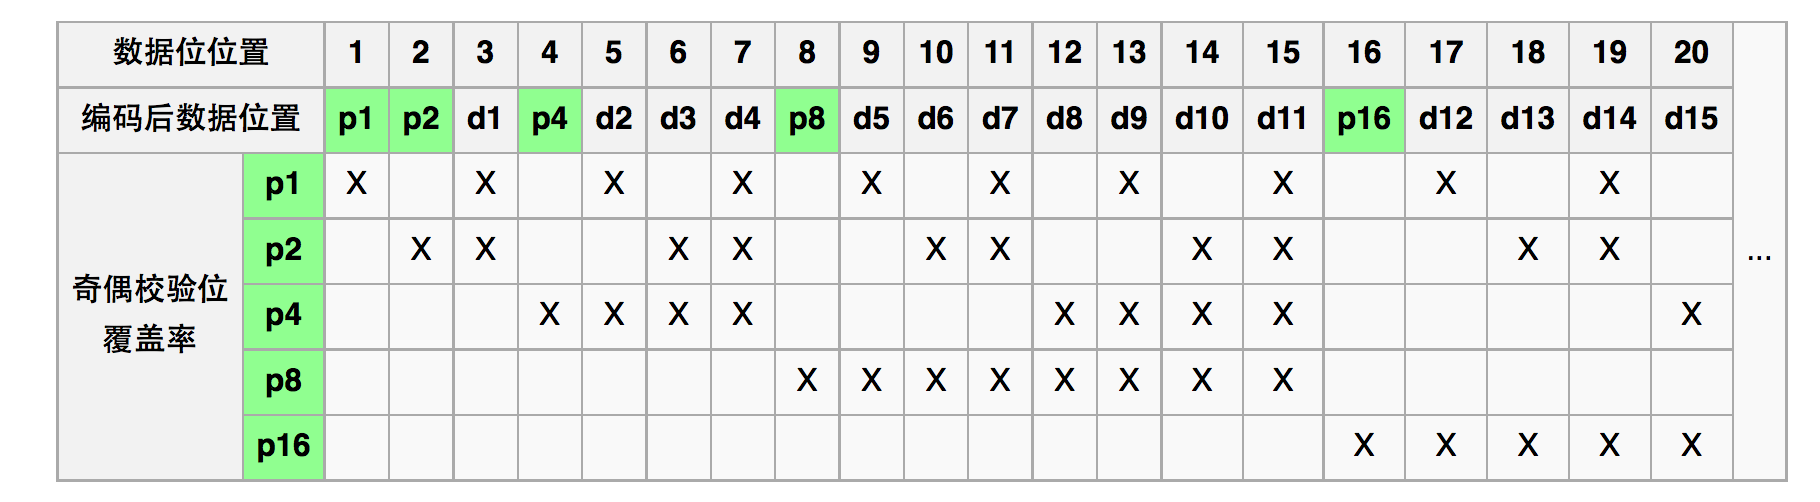 数据位位置 1 2 3 4 5 6 7 8 9 10 11 12 13 14 15 16 17 18 19 20
编码后数据位置 p1 p2 d1 p4 d2 d3 d4 p8 d5 d6 d7 d8 d9 d10 d11 p16 d12 d13 d14 d15
奇偶校验位
覆盖率
p1 X X X X X X X X X X
p2 X X X X X X X X X X
p4 X X X X X X X X X
p8 X X X X X X X X
p16 X X X X X
...